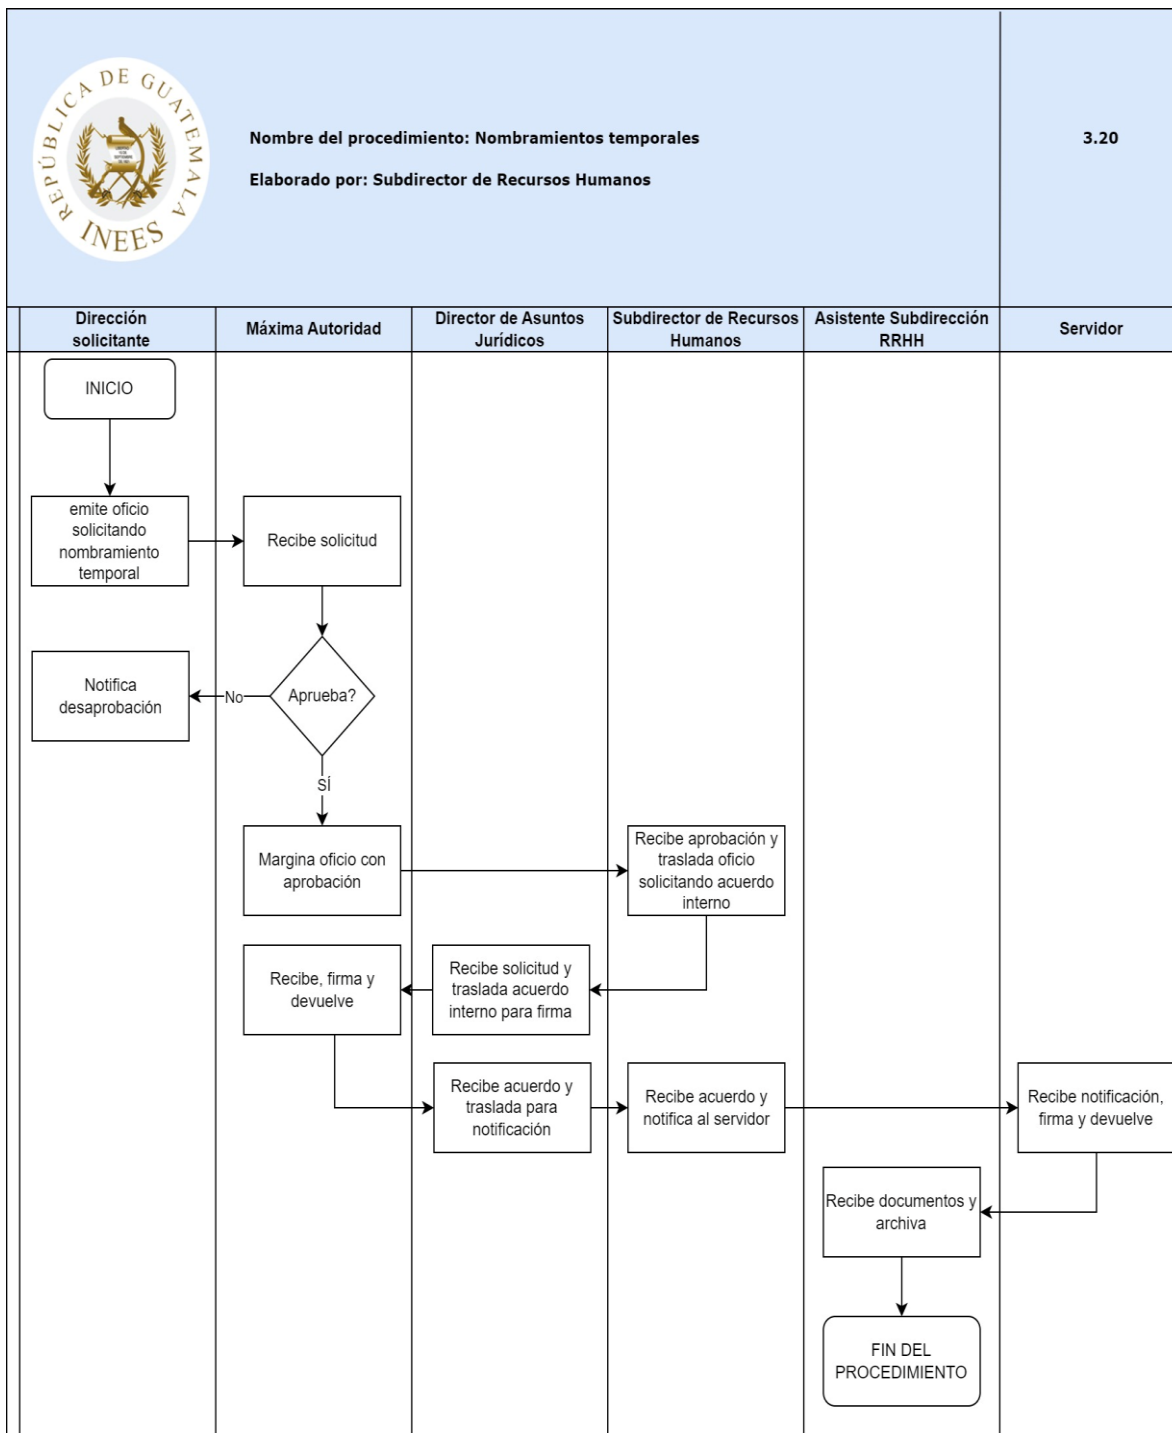 REPÚBLICA DE GUATEMALA
INEES
Nombre del procedimiento: Nombramientos temporales
Elaborado por: Subdirector de Recursos Humanos
3.20
Dirección
solicitante
Máxima Autoridad
Director de Asuntos
Jurídicos
Subdirector de Recursos
Humanos
Asistente Subdirección
RRHH
Servidor
INICIO
emite oficio
solicitando
nombramiento
temporal
Recibe solicitud
Notifica
desaprobación
No
Aprueba?
SÍ
Margina oficio con
aprobación
Recibe aprobación y
traslada oficio
solicitando acuerdo
interno
Recibe, firma y
devuelve
Recibe solicitud y
traslada acuerdo
interno para firma
Recibe acuerdo y
traslada para
notificación
Recibe acuerdo y
notifica al servidor
Recibe notificación,
firma y devuelve
Recibe documentos y
archiva
FIN DEL
PROCEDIMIENTO